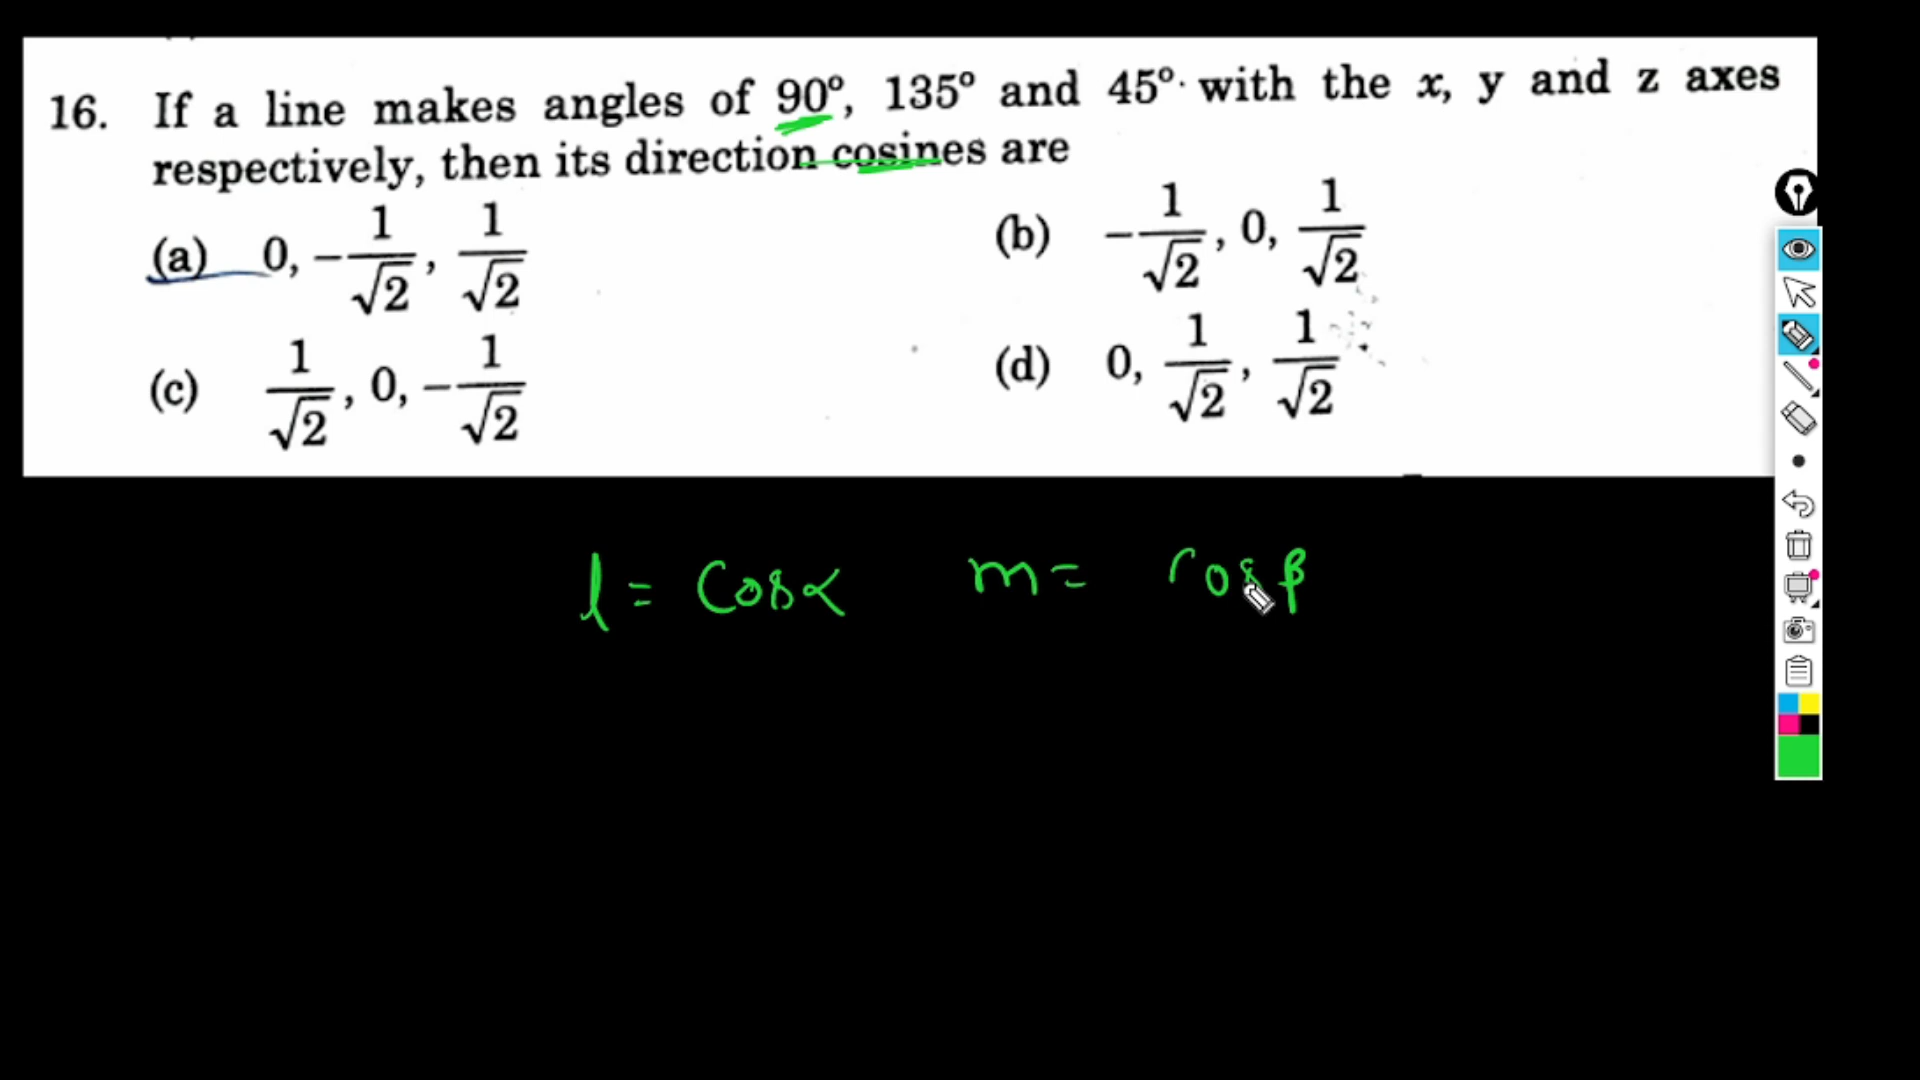 16. If a line makes angles of 90°, 135° and 45° with the x, y and z axes
respectively, then its direction cosines are
(a) 0, -1/√2, 1/√2 (b) -1/√2, 0, 1/√2
(c) 1/√2, 0, -1/√2 (d) 0, 1/√2, 1/√2
l = Cosα m = cosβ